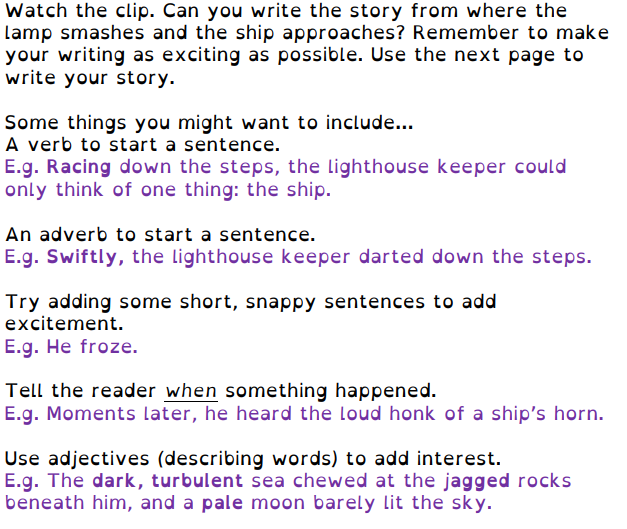 Watch the clip. Can you write the story from where the
lamp smashes and the ship approaches? Remember to make
your writing as exciting as possible. Use the next page to
write your story.
Some things you might want to include...
A verb to start a sentence.
E.g. Racing down the steps, the lighthouse keeper could
only think of one thing: the ship.
An adverb to start a sentence.
E.g. Swiftly, the lighthouse keeper darted down the steps.
Try adding some short, snappy sentences to add
excitement.
E.g. He froze.
Tell the reader when something happened.
E.g. Moments later, he heard the loud honk of a ship's horn.
Use adjectives (describing words) to add interest.
E.g. The dark, turbulent sea chewed at the jagged rocks
beneath him, and a pale moon barely lit the sky.